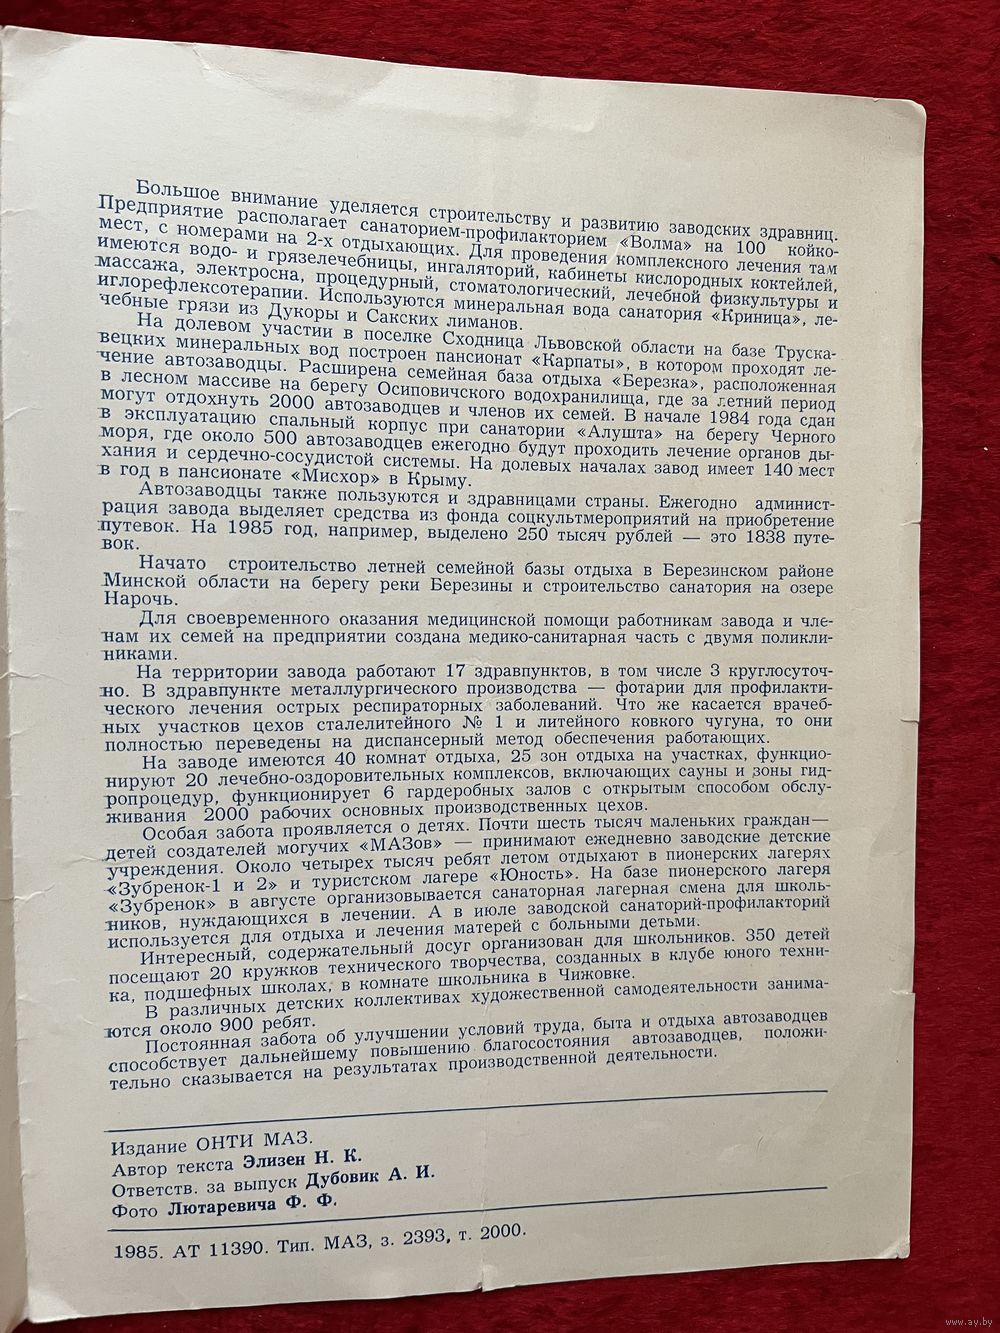 Большое внимание уделяется строительству и развитию заводских здравниц.
Предприятие располагает санаторием-профилакторием «Волма» на 100 койко-
мест, с номерами на 2-х отдыхающих. Для проведения комплексного лечения там
имеются водо- и грязелечебницы, ингаляторий, кабинеты кислородных коктейлей,
массажа, электросна, процедурный, стоматологический, лечебной физкультуры и
иглорефлексотерапии. Используются минеральная вода санатория «Криница», ле-
чебные грязи из Дукоры и Сакских лиманов.
На долевом участии в поселке Сходница Львовской области на базе Труска-
вецких минеральных вод построен пансионат «Карпаты», в котором проходят ле-
чение автозаводцы. Расширена семейная база отдыха «Березка», расположенная
в лесном массиве на берегу Осиповичского водохранилища, где за летний период
могут отдохнуть 2000 автозаводцев и членов их семей. В начале 1984 года сдан
в эксплуатацию спальный корпус при санатории «Алушта» на берегу Черного
моря, где около 500 автозаводцев ежегодно будут проходить лечение органов ды-
хания и сердечно-сосудистой системы. На долевых началах завод имеет 140 мест
в год в пансионате «Мисхор» в Крыму.
Автозаводцы также пользуются и здравницами страны. Ежегодно админист-
рация завода выделяет средства из фонда соцкультмероприятий на приобретение
путевок. На 1985 год, например, выделено 250 тысяч рублей — это 1838 путе-
вок.
Начато строительство летней семейной базы отдыха в Березинском районе
Минской области на берегу реки Березины и строительство санатория на озере
Нарочь.
Для своевременного оказания медицинской помощи работникам завода и чле-
нам их семей на предприятии создана медико-санитарная часть с двумя поликли-
никами.
На территории завода работают 17 здравпунктов, в том числе 3 круглосуточ-
но. В здравпункте металлургического производства — фотарии для профилакти-
ческого лечения острых респираторных заболеваний. Что же касается врачеб-
ных участков цехов сталелитейного № 1 и литейного ковкого чугуна, то они
полностью переведены на диспансерный метод обеспечения работающих.
На заводе имеются 40 комнат отдыха, 25 зон отдыха на участках, функцио-
нируют 20 лечебно-оздоровительных комплексов, включающих сауны и зоны гид-
ропроцедур, функционирует 6 гардеробных залов с открытым способом обслу-
живания 2000 рабочих основных производственных цехов.
Особая забота проявляется о детях. Почти шесть тысяч маленьких граждан—
детей создателей могучих «МАЗов» — принимают ежедневно заводские детские
учреждения. Около четырех тысяч ребят летом отдыхают в пионерских лагерях
«Зубренок-1 и 2» и туристском лагере «Юность». На базе пионерского лагеря
«Зубренок» в августе организовывается санаторная лагерная смена для школь-
ников, нуждающихся в лечении. А в июле заводской санаторий-профилакторий
используется для отдыха и лечения матерей с больными детьми.
Интересный, содержательный досуг организован для школьников. 350 детей
посещают 20 кружков технического творчества, созданных в клубе юного техни-
ка, подшефных школах, в комнате школьника в Чижовке.
В различных детских коллективах художественной самодеятельности занима-
ются около 900 ребят.
Постоянная забота об улучшении условий труда, быта и отдыха автозаводцев
способствует дальнейшему повышению благосостояния автозаводцев, положи-
тельно сказывается на результатах производственной деятельности.
Издание ОНТИ МАЗ.
Автор текста Элизен Н. К.
Ответств. за выпуск Дубовик А. И.
Фото Лютаревича Ф. Ф.
1985. АТ 11390. Тип. МАЗ, з. 2393, т. 2000.
www.ay.by